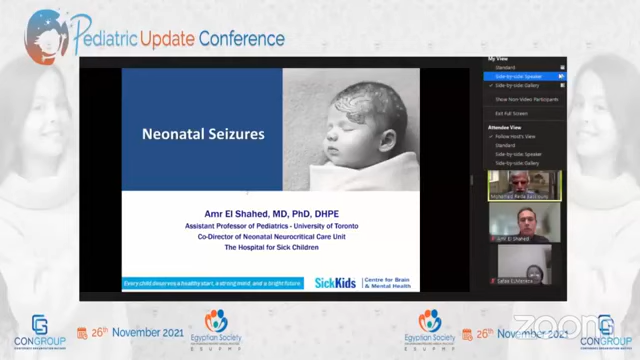 Pediatric Update Conference
My View
Standard
Side-by-side: Speaker
Side-by-side: Gallery
Show Non-Video Participants
Exit Full Screen
Attendee View
Follow Host's View
Standard
Side-by-side: Speaker
Side-by-side: Gallery
Neonatal Seizures
Amr El Shahed, MD, PhD, DHPE
Assistant Professor of Pediatrics - University of Toronto
Co-Director of Neonatal Neurocritical Care Unit
The Hospital for Sick Children
Every child deserves a healthy start, a strong mind, and a bright future.
SickKids
Centre for Brain
& Mental Health
Amr El Shahed
CONGROUP
26th November 2021
Egyptian Society
Egyptian Society
26th November 2021
CONGROUP
zoom